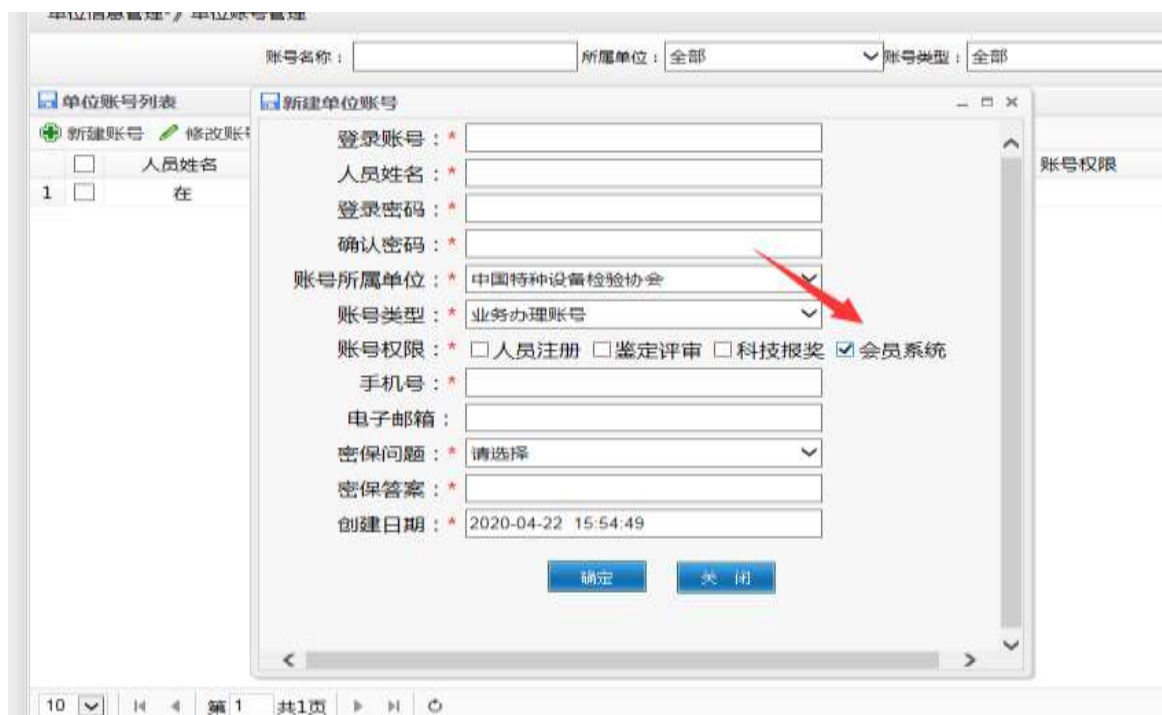 单位信息管理-》单位账号管理
账号名称： 所属单位： 全部 账号类型： 全部
单位账号列表
新建账号 修改账号
人员姓名 账号权限
1 在
新建单位账号
登录账号：*
人员姓名：*
登录密码：*
确认密码：*
账号所属单位：* 中国特种设备检验协会
账号类型：* 业务办理账号
账号权限：* 人员注册 鉴定评审 科技报奖 会员系统
手机号：*
电子邮箱：
密保问题：* 请选择
密保答案：*
创建日期：* 2020-04-22 15:54:49
确定 关 闭
10 第 1 共1页